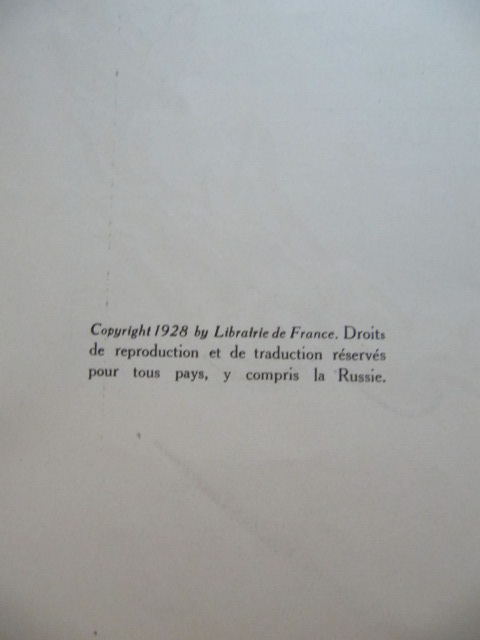 Copyright 1928 by Librairie de France. Droits
de reproduction et de traduction réservés
pour tous pays, y compris la Russie.